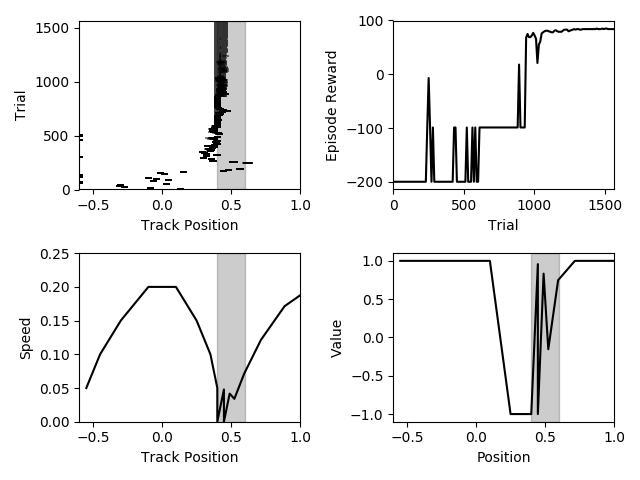 1500
1000
500
0
Trial
−0.5 0.0 0.5 1.0
Track Position
100
0
−100
−200
Episode Reward
0 500 1000 1500
Trial
0.25
0.20
0.15
0.10
0.05
0.00
Speed
−0.5 0.0 0.5 1.0
Track Position
1.0
0.5
0.0
−0.5
−1.0
Value
−0.5 0.0 0.5 1.0
Position